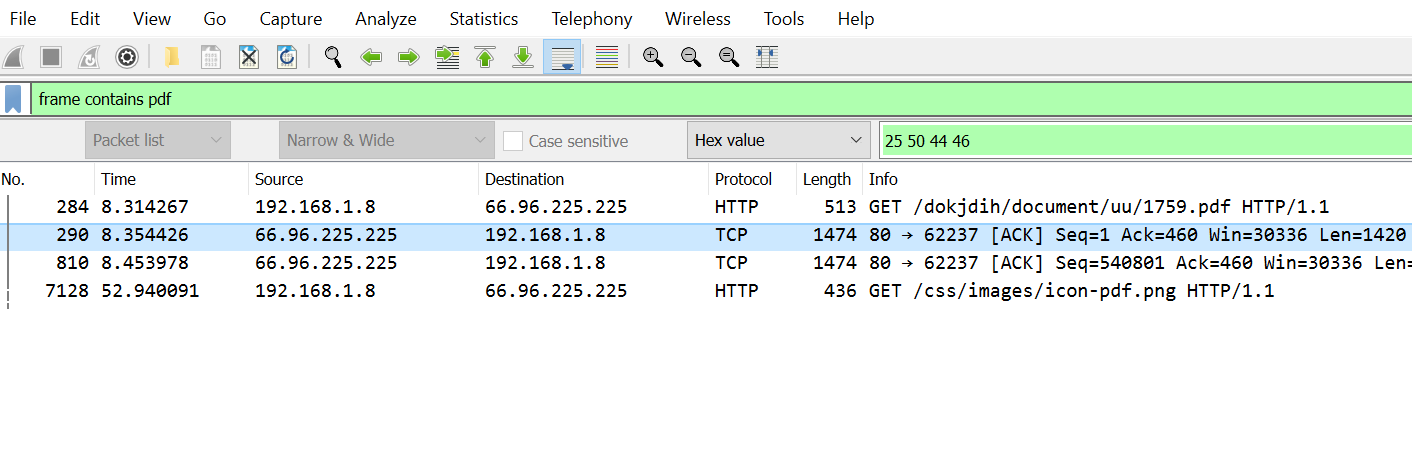 File Edit View Go Capture Analyze Statistics Telephony Wireless Tools Help
frame contains pdf
Packet list Narrow & Wide Case sensitive Hex value 25 50 44 46
No. Time Source Destination Protocol Length Info
284 8.314267 192.168.1.8 66.96.225.225 HTTP 513 GET /dokjdih/document/uu/1759.pdf HTTP/1.1
290 8.354426 66.96.225.225 192.168.1.8 TCP 1474 80 → 62237 [ACK] Seq=1 Ack=460 Win=30336 Len=1420
810 8.453978 66.96.225.225 192.168.1.8 TCP 1474 80 → 62237 [ACK] Seq=540801 Ack=460 Win=30336 Len=
7128 52.940091 192.168.1.8 66.96.225.225 HTTP 436 GET /css/images/icon-pdf.png HTTP/1.1